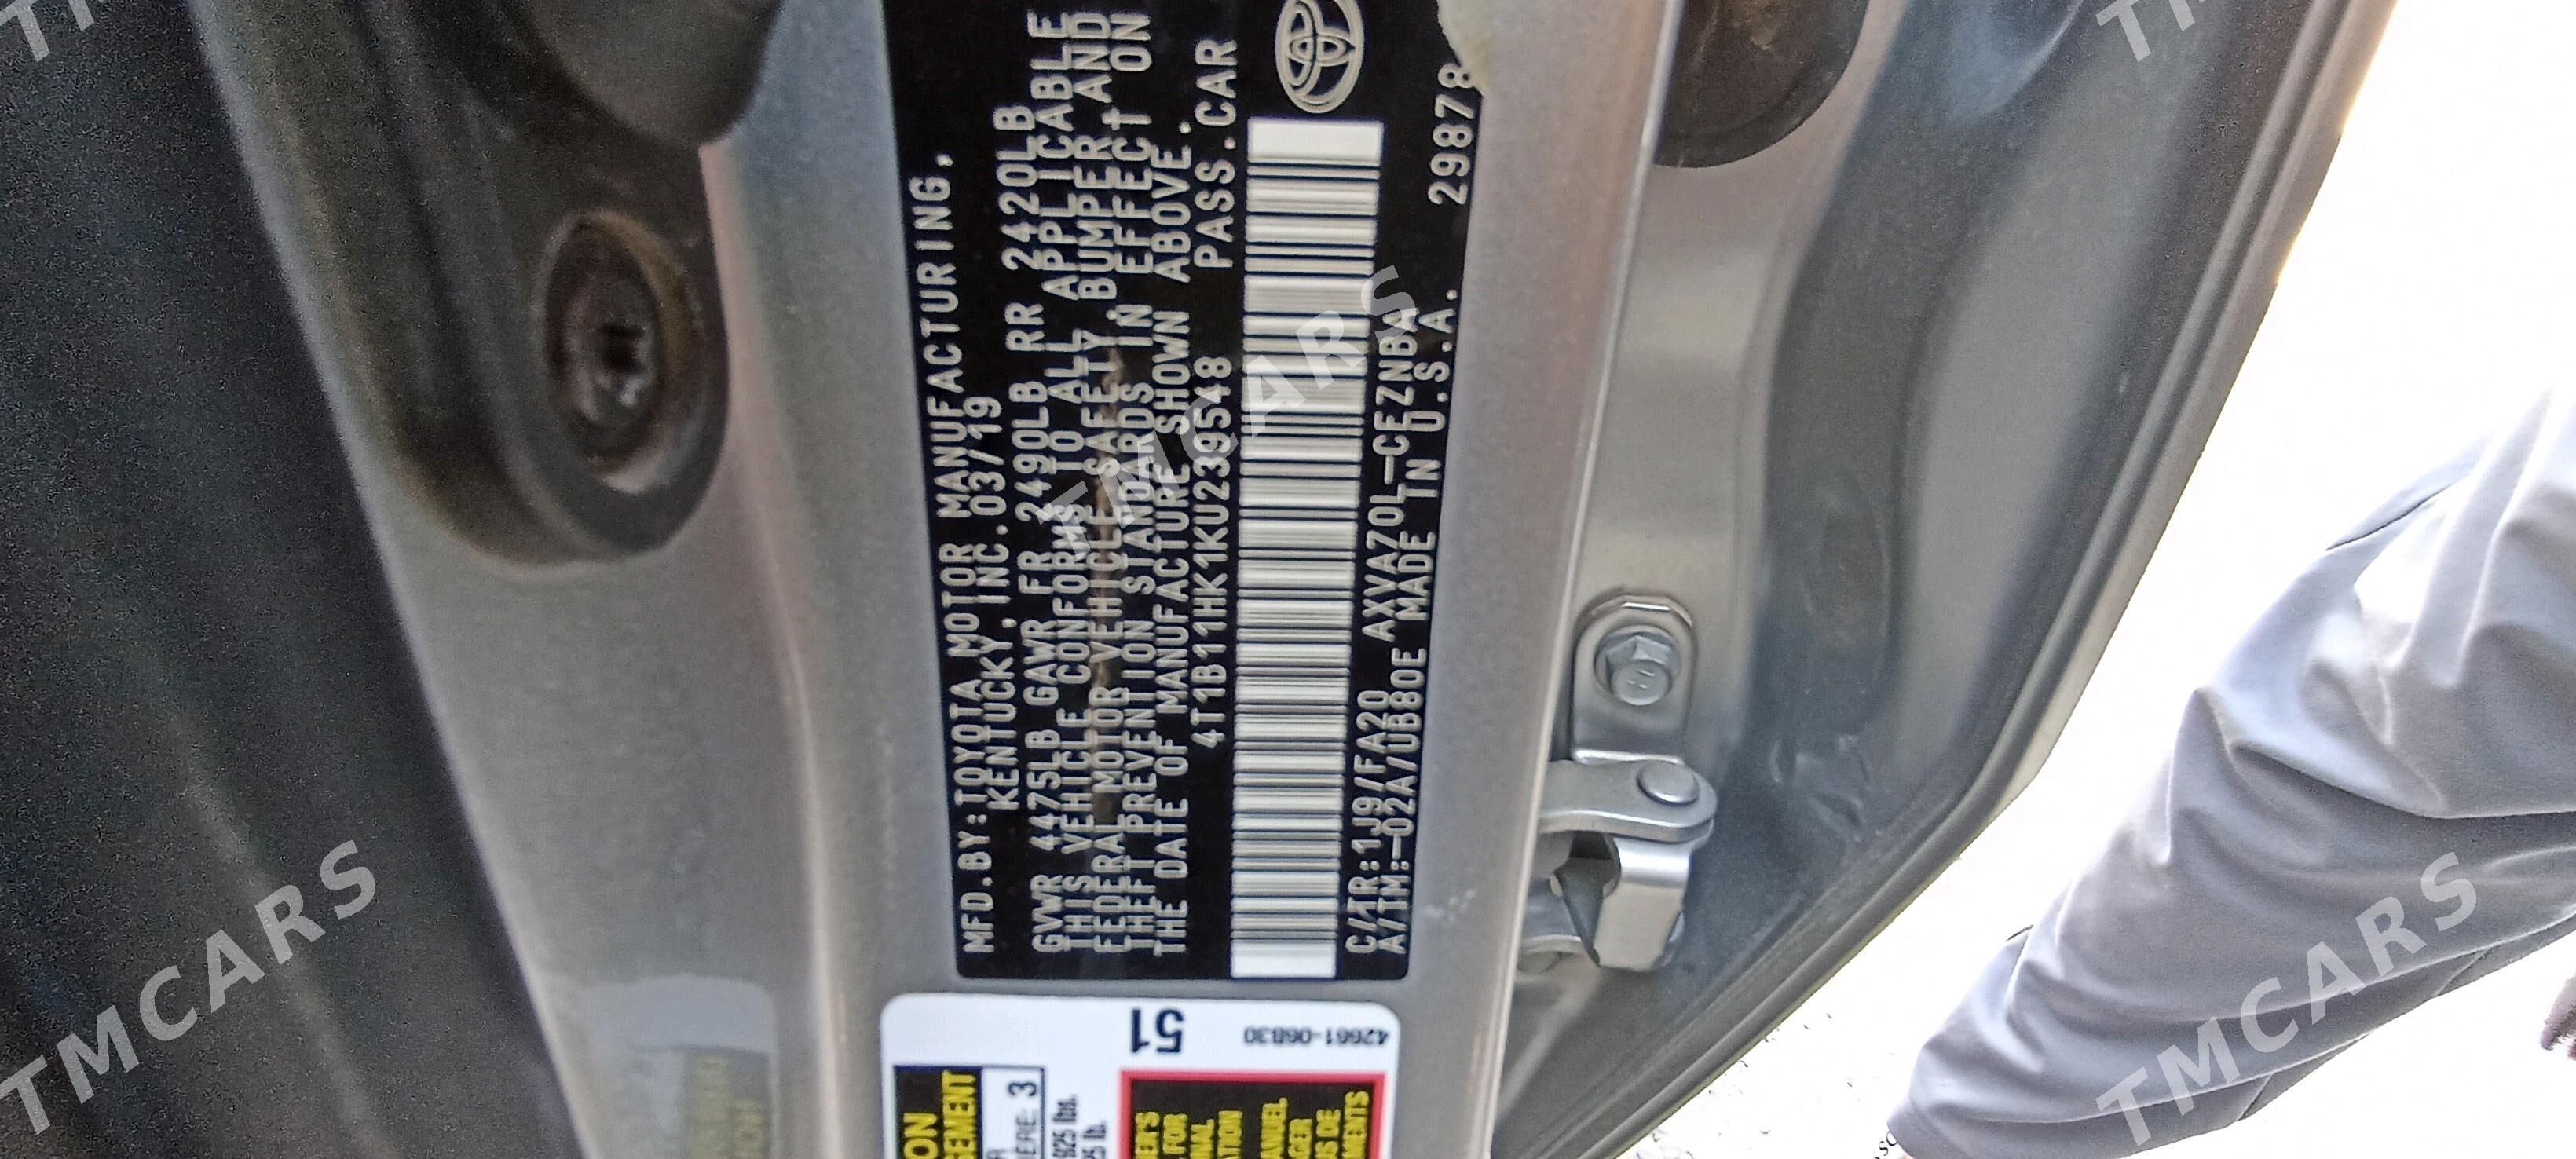 MFD.BY:TOYOTA MOTOR MANUFACTURING,
KENTUCKY, INC. 03/19
GVWR 4475LB GAWR FR 2490LB RR 2420LB
THIS VEHICLE CONFORMS TO ALL APPLICABLE
FEDERAL MOTOR VEHICLE SAFETY, BUMPER, AND
THEFT PREVENTION STANDARDS IN EFFECT ON
THE DATE OF MANUFACTURE SHOWN ABOVE.
4T1B11HK1KU239548 PASS.CAR
C/TR:1J9/FA20 AXVA70L-CEZNBA
A/TM:-02A/UB80E MADE IN U.S.A. 29878
51
42661-06B30
3
TMCARS
TMCARS
TMCARS